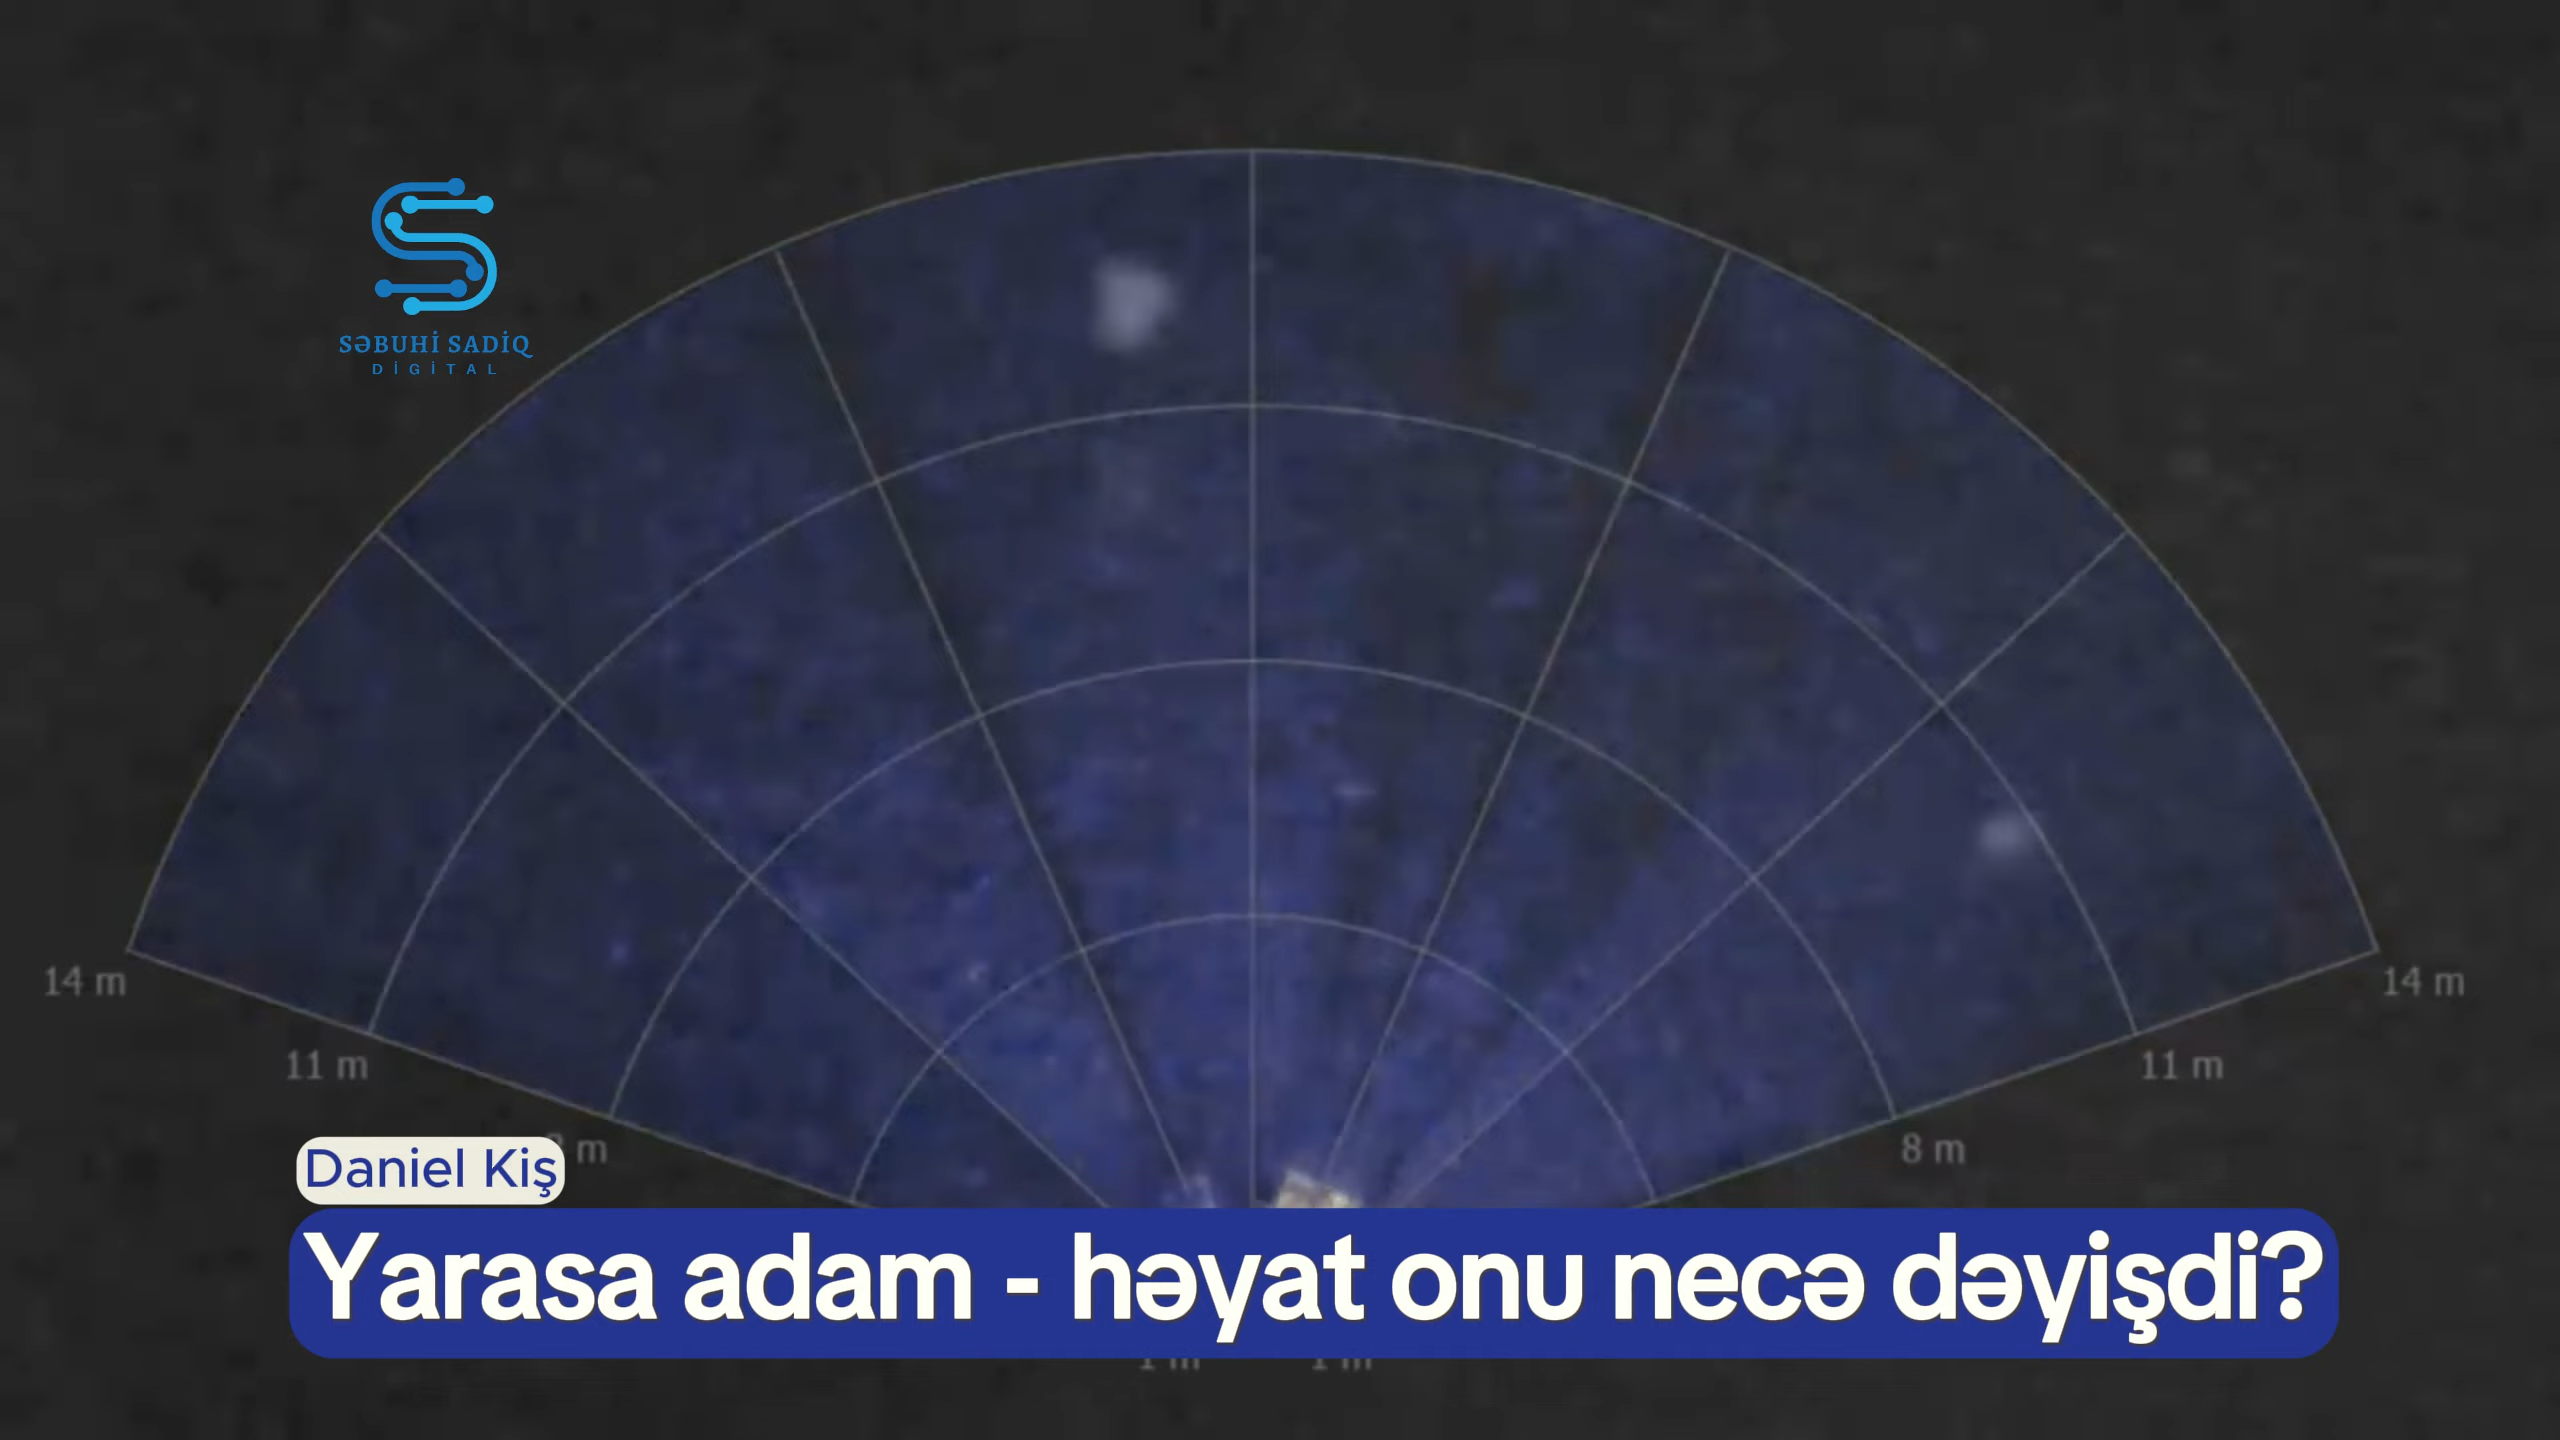 SƏBUHİ SADİQ
DİGİTAL
14 m
14 m
11 m
11 m
m
8 m
Daniel Kiş
Yarasa adam - həyat onu necə dəyişdi?